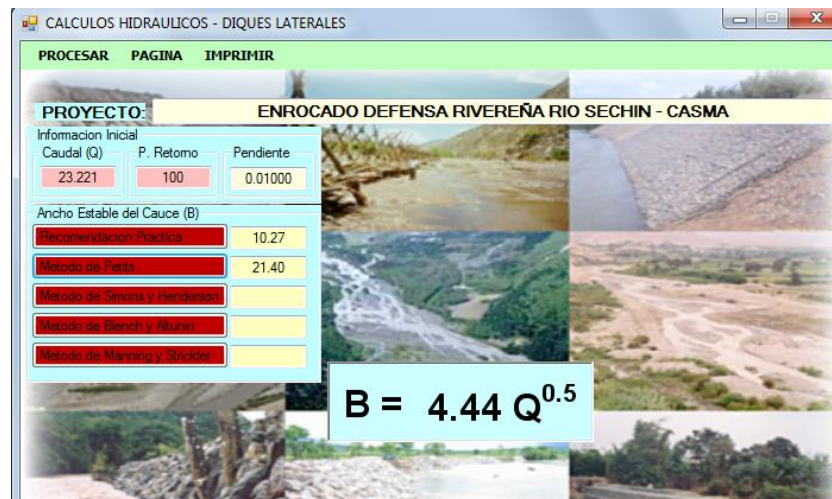 CALCULOS HIDRAULICOS - DIQUES LATERALES
PROCESAR PAGINA IMPRIMIR
PROYECTO: ENROCADO DEFENSA RIVEREÑA RIO SECHIN - CASMA
Informacion Inicial
Caudal (Q) P. Retorno Pendiente
23.221 100 0.01000
Ancho Estable del Cauce (B)
Recomendacion Practica 10.27
Metodo de Petits 21.40
Metodo de Simons y Henderson
Metodo de Blench y Altunin
Metodo de Manning y Strickler
B = 4.44 Q^0.5